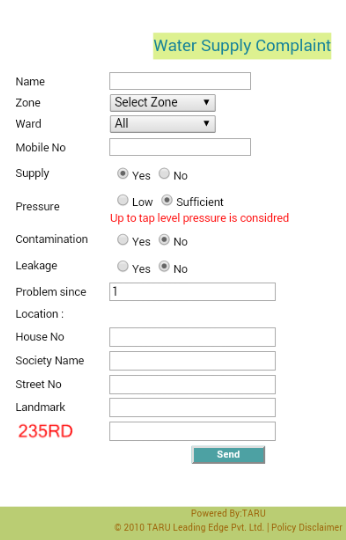 Water Supply Complaint
Name
Zone Select Zone
Ward All
Mobile No
Supply Yes No
Pressure Low Sufficient
Up to tap level pressure is considred
Contamination Yes No
Leakage Yes No
Problem since 1
Location :
House No
Society Name
Street No
Landmark
235RD
Send
Powered By:TARU
© 2010 TARU Leading Edge Pvt. Ltd. | Policy Disclaimer